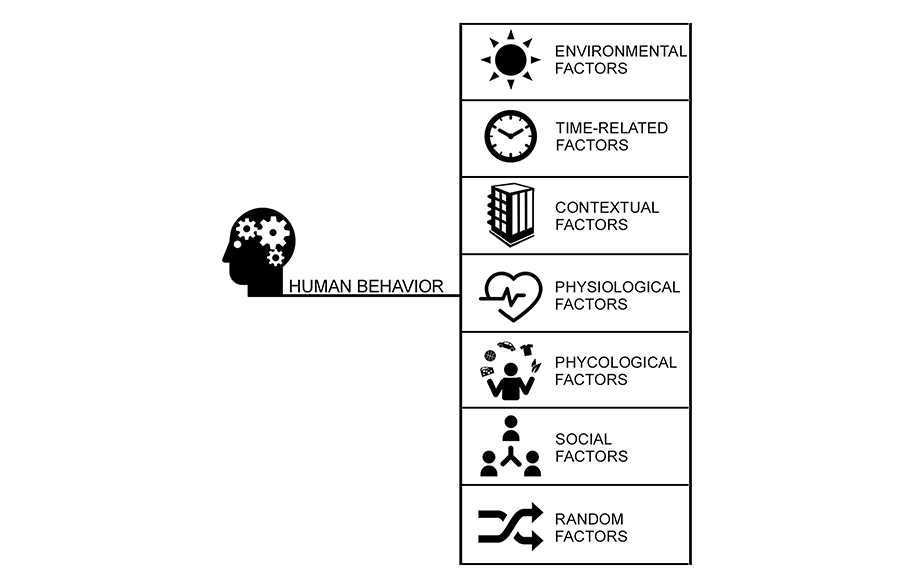 ENVIRONMENTAL
FACTORS
TIME-RELATED
FACTORS
CONTEXTUAL
FACTORS
HUMAN BEHAVIOR
PHYSIOLOGICAL
FACTORS
PHYCOLOGICAL
FACTORS
SOCIAL
FACTORS
RANDOM
FACTORS